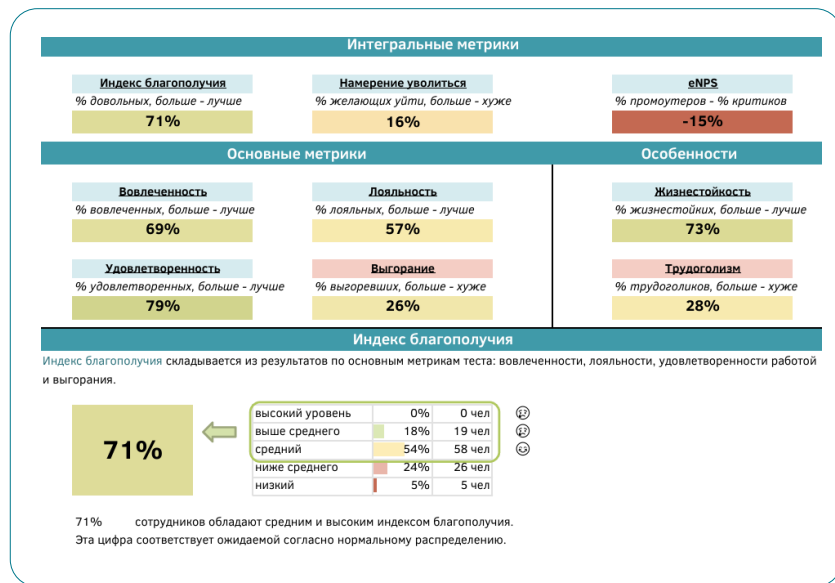 Интегральные метрики
Индекс благополучия
Намерение уволиться
eNPS
% довольных, больше - лучше
% желающих уйти, больше - хуже
% промоутеров - % критиков
71%
16%
-15%
Основные метрики
Особенности
Вовлеченность
Лояльность
Жизнестойкость
% вовлеченных, больше - лучше
% лояльных, больше - лучше
% жизнестойких, больше - лучше
69%
57%
73%
Удовлетворенность
Выгорание
Трудоголизм
% удовлетворенных, больше - лучше
% выгоревших, больше - хуже
% трудоголиков, больше - хуже
79%
26%
28%
Индекс благополучия
Индекс благополучия складывается из результатов по основным метрикам теста: вовлеченности, лояльности, удовлетворенности работой
и выгорания.
71%
высокий уровень 0% 0 чел
выше среднего 18% 19 чел
средний 54% 58 чел
ниже среднего 24% 26 чел
низкий 5% 5 чел
71% сотрудников обладают средним и высоким индексом благополучия.
Эта цифра соответствует ожидаемой согласно нормальному распределению.